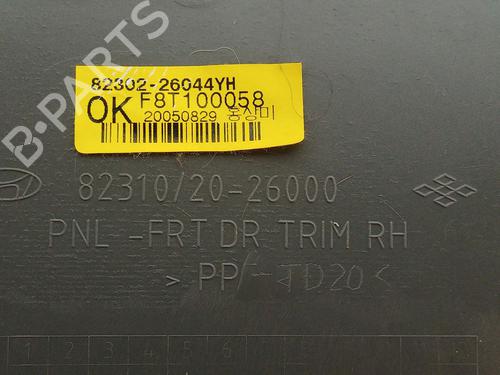 82302-26044YH
OK F8T100058
20050829 홍상미
82310/20-26000
PNL -FRT DR TRIM RH
> PP -TD20 <
1 2 3 4 5 6
B-PARTS